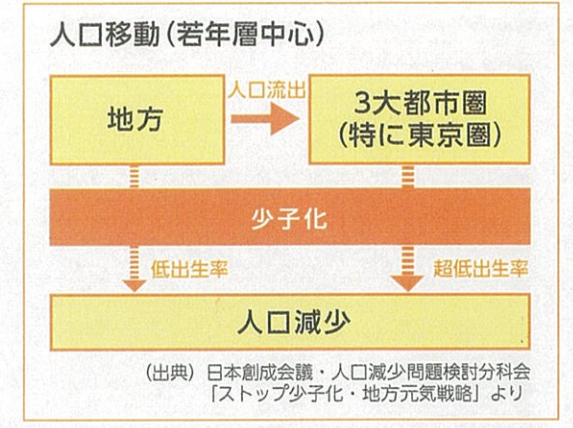 人口移動(若年層中心)
地方
人口流出
3大都市圏
(特に東京圏)
少子化
低出生率
超低出生率
人口減少
(出典)日本創成会議・人口減少問題検討分科会
「ストップ少子化・地方元気戦略」より